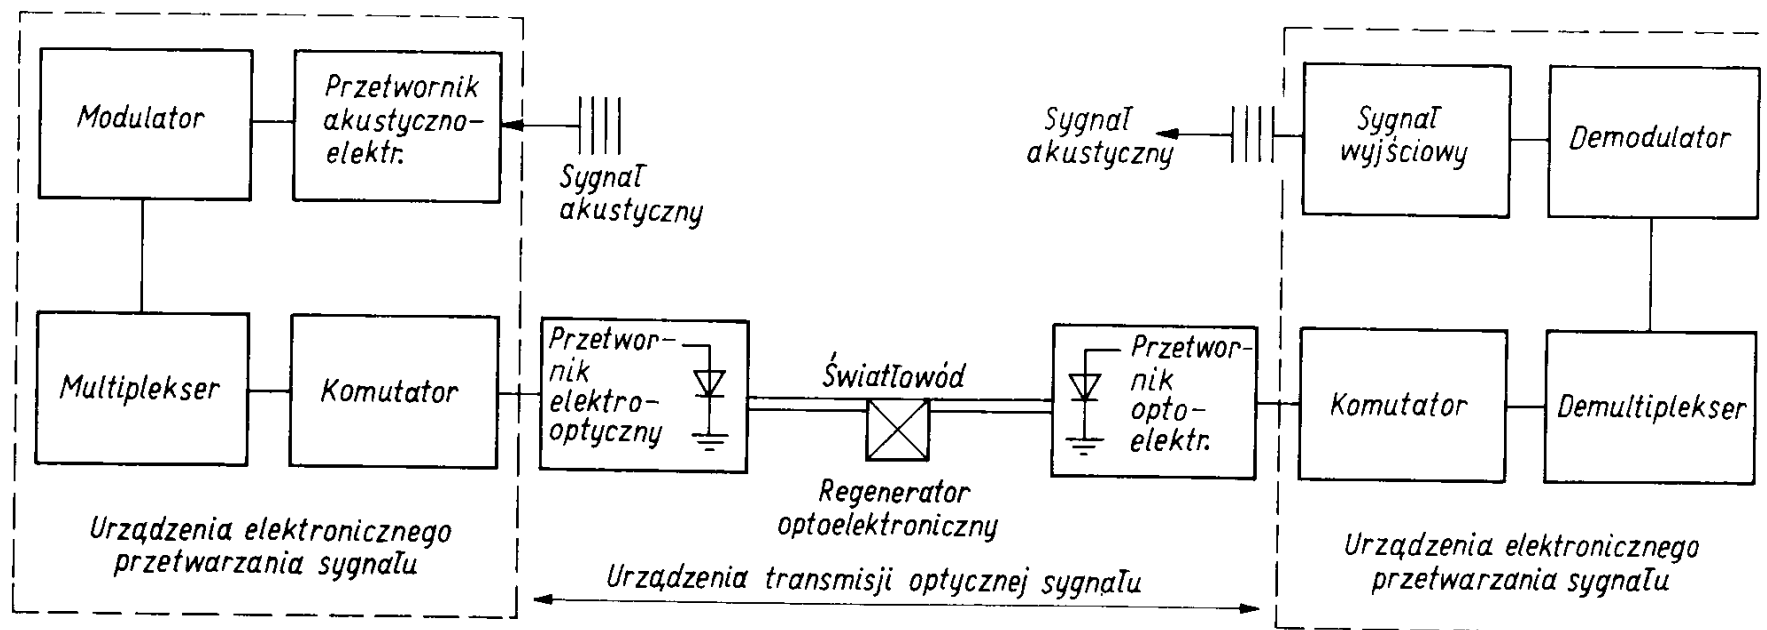 Modulator
Przetwornik
akustyczno-
elektr.
Sygnał
akustyczny
Multiplekser
Komutator
Urządzenia elektronicznego
przetwarzania sygnału
Przetwor-
nik
elektro-
optyczny
Światłowód
Regenerator
optoelektroniczny
Urządzenia transmisji optycznej sygnału
Przetwor-
nik
opto-
elektr.
Sygnał
akustyczny
Sygnał
wyjściowy
Demodulator
Komutator
Demultiplekser
Urządzenia elektronicznego
przetwarzania sygnału